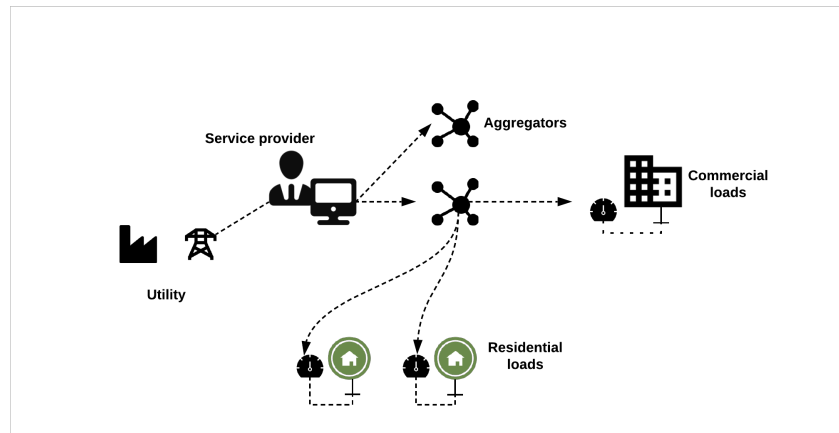 Service provider
Aggregators
Commercial
loads
Utility
Residential
loads